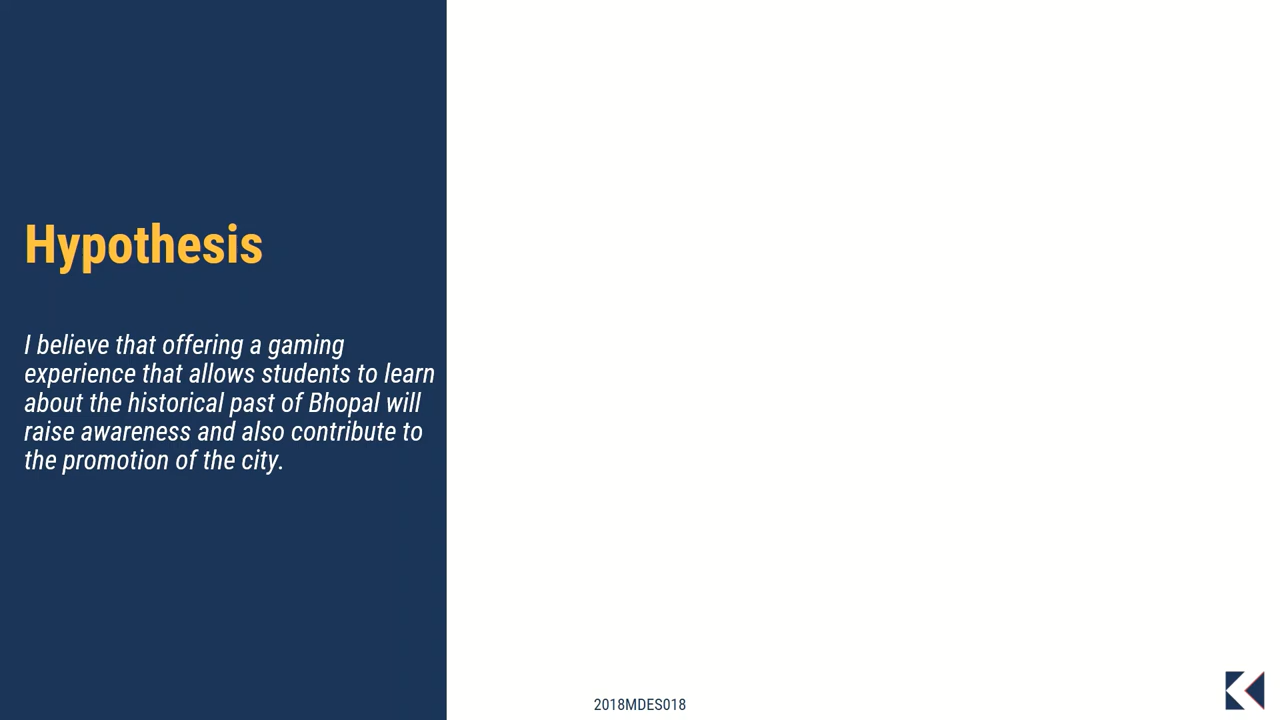 Hypothesis
I believe that offering a gaming
experience that allows students to learn
about the historical past of Bhopal will
raise awareness and also contribute to
the promotion of the city.
2018MDES018